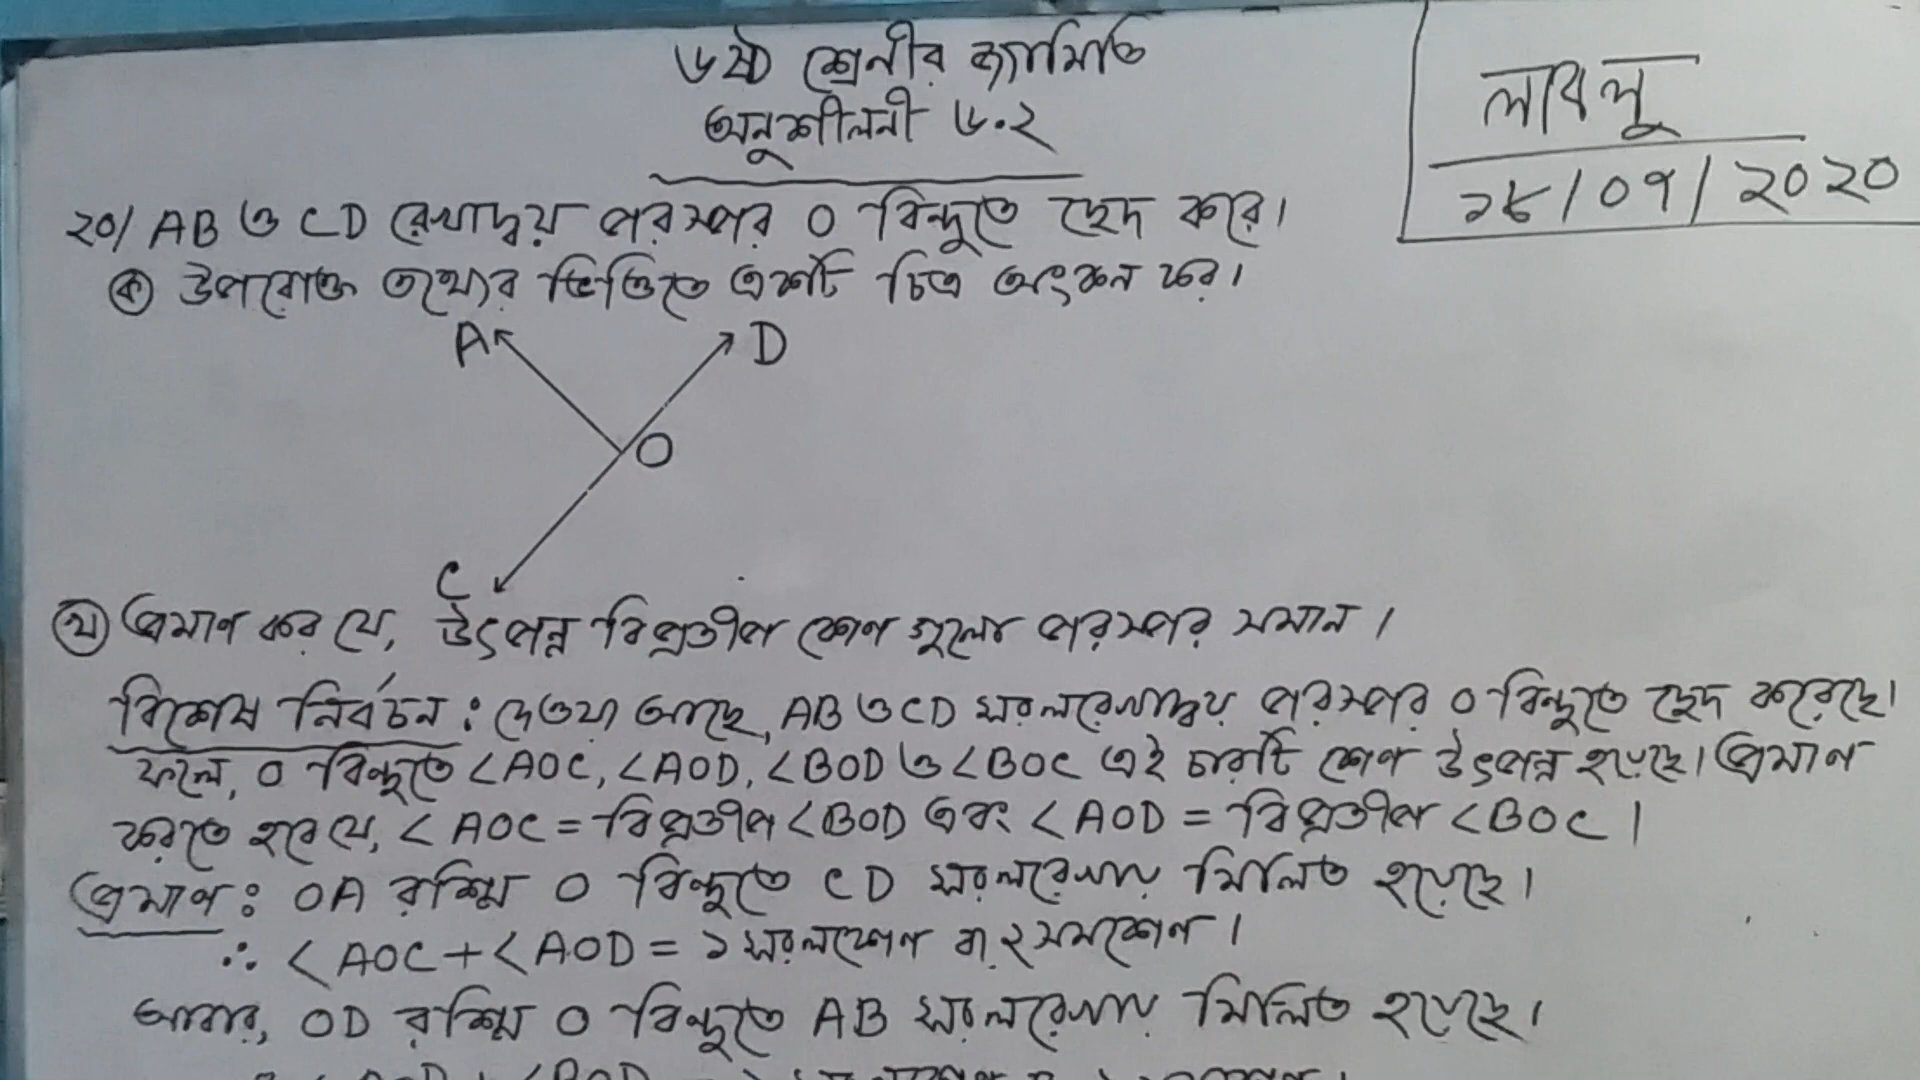 ৬ষ্ঠ শ্রেনীর জ্যামিতি
অনুশীলনী ৬.২
লাবলু
২৮/০৭/২০২০
২০/ AB ও CD রেখাদ্বয় পরস্পর O বিন্দুতে ছেদ করে।
ক উপরোক্ত তথ্যের ভিত্তিতে একটি চিত্র অংকন কর।
A D
O
C
খ প্রমাণ কর যে, উৎপন্ন বিপ্রতীপ কোণ গুলো পরস্পর সমান।
বিশেষ নির্বচন: দেওয়া আছে, AB ও CD সরলরেখাদ্বয় পরস্পর O বিন্দুতে ছেদ করেছে।
ফলে, O বিন্দুতে <AOC, <AOD, <BOD ও <BOC এই চারটি কোণ উৎপন্ন হয়েছে। প্রমাণ
করতে হবে যে, <AOC = বিপ্রতীপ <BOD এবং <AOD = বিপ্রতীপ <BOC।
প্রমাণ: OA রশ্মি O বিন্দুতে CD সরলরেখায় মিলিত হয়েছে।
∴ <AOC + <AOD = ১ সরলকোণ বা ২ সমকোণ।
আবার, OD রশ্মি O বিন্দুতে AB সরলরেখায় মিলিত হয়েছে।